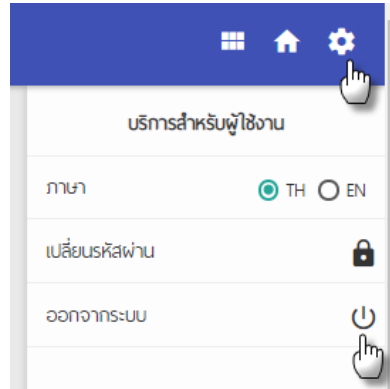 บริการสำหรับผู้ใช้งาน
ภาษา TH EN
เปลี่ยนรหัสผ่าน
ออกจากระบบ